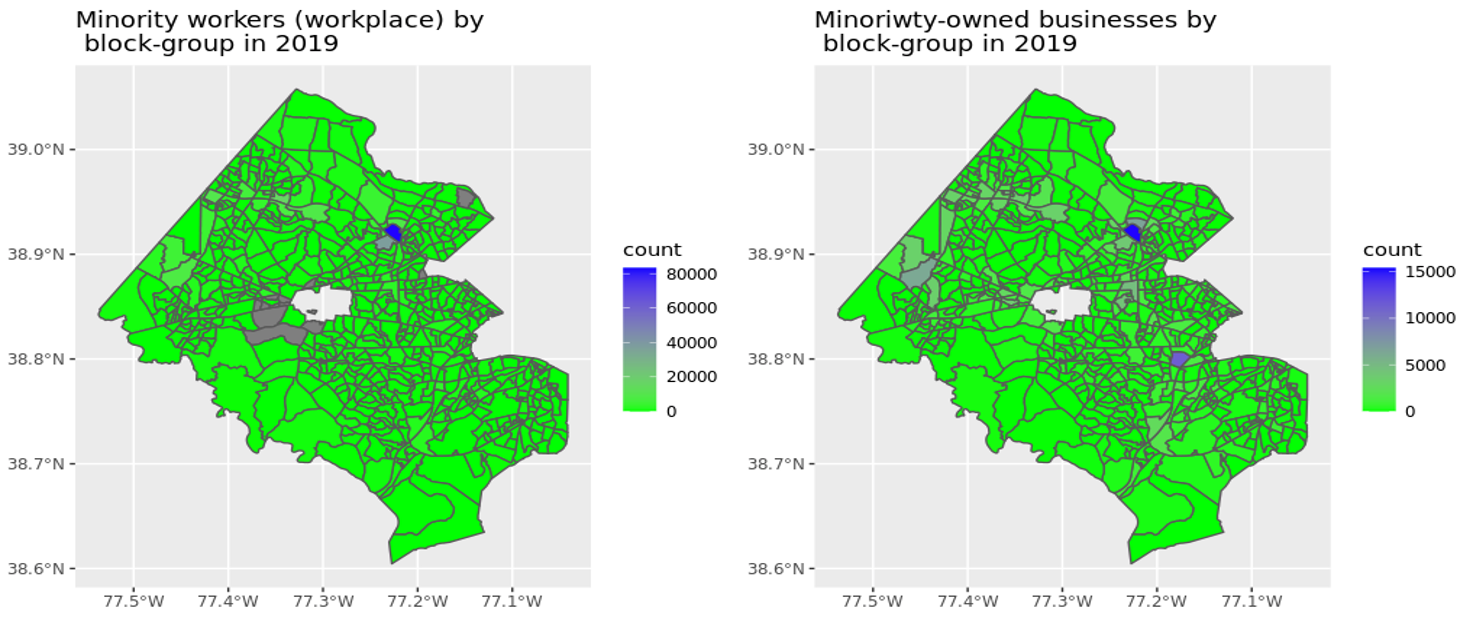 Minority workers (workplace) by
block-group in 2019
39.0°N
38.9°N
38.8°N
38.7°N
38.6°N
77.5°W 77.4°W 77.3°W 77.2°W 77.1°W
count
80000
60000
40000
20000
0
Minoriwty-owned businesses by
block-group in 2019
39.0°N
38.9°N
38.8°N
38.7°N
38.6°N
77.5°W 77.4°W 77.3°W 77.2°W 77.1°W
count
15000
10000
5000
0